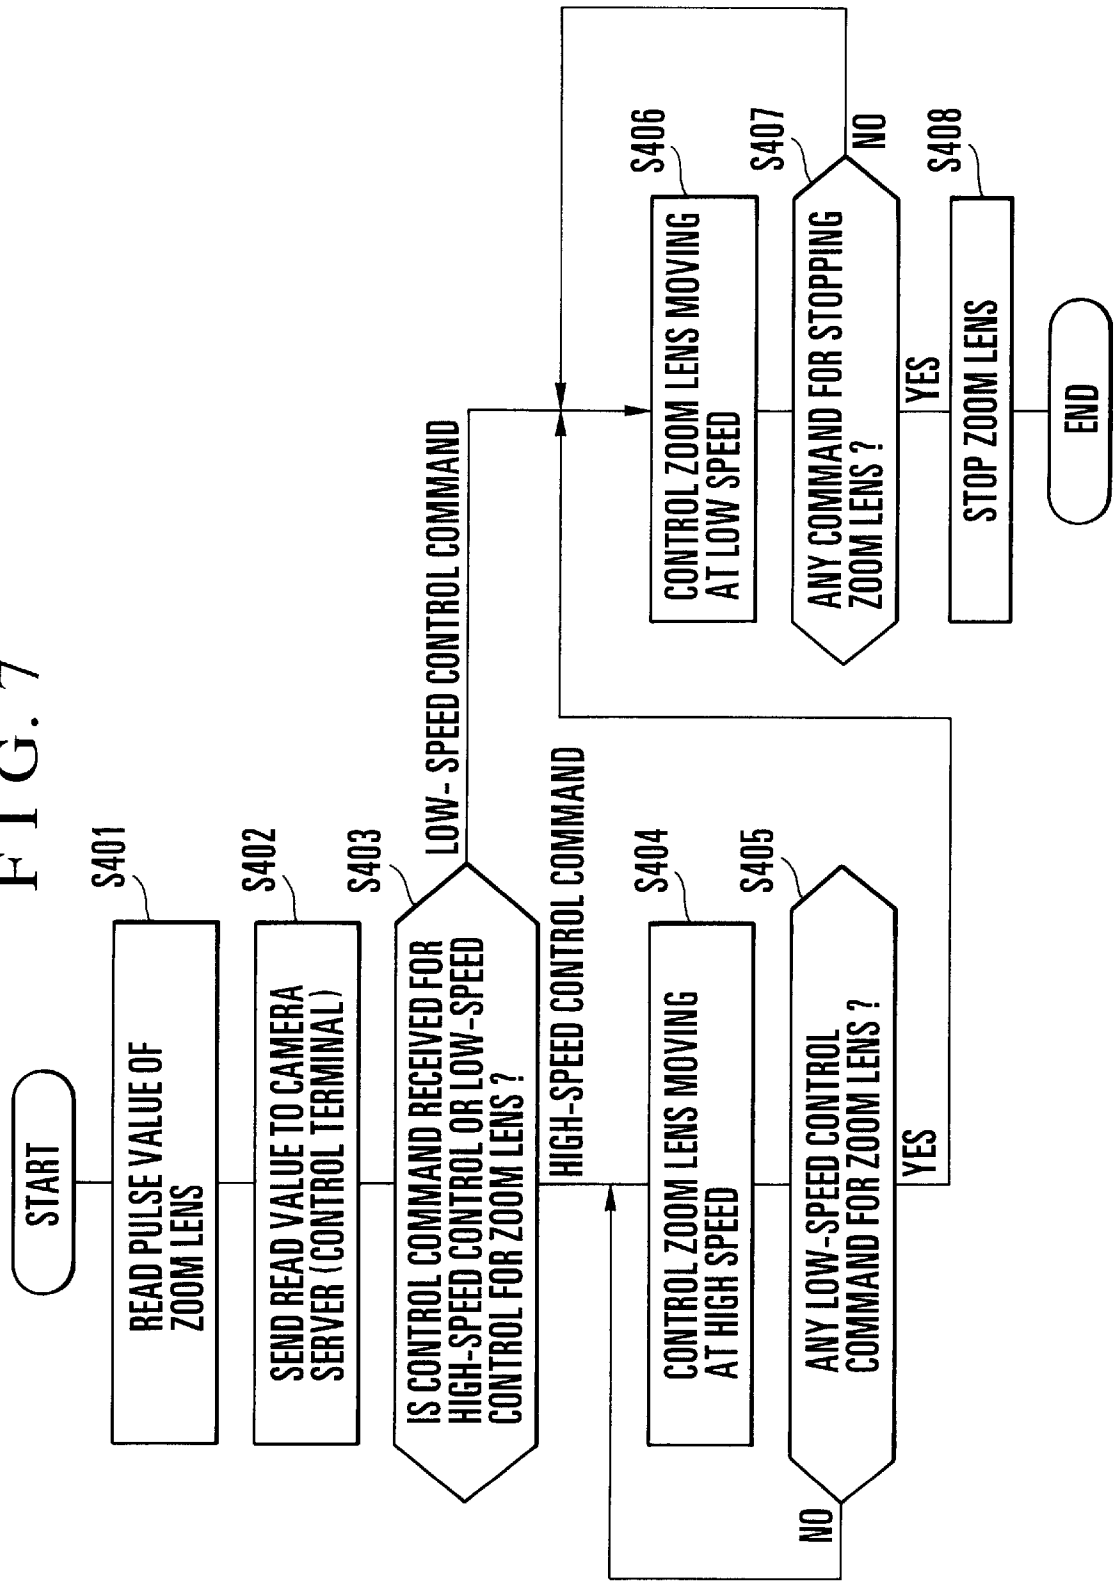 FIG. 7
START
S401
READ PULSE VALUE OF
ZOOM LENS
S402
SEND READ VALUE TO CAMERA
SERVER (CONTROL TERMINAL)
S403
IS CONTROL COMMAND RECEIVED FOR
HIGH-SPEED CONTROL OR LOW-SPEED
CONTROL FOR ZOOM LENS ?
LOW- SPEED CONTROL COMMAND
HIGH-SPEED CONTROL COMMAND
S404
CONTROL ZOOM LENS MOVING
AT HIGH SPEED
S405
ANY LOW-SPEED CONTROL
COMMAND FOR ZOOM LENS ?
NO
YES
S406
CONTROL ZOOM LENS MOVING
AT LOW SPEED
S407
ANY COMMAND FOR STOPPING
ZOOM LENS ?
NO
YES
S408
STOP ZOOM LENS
END